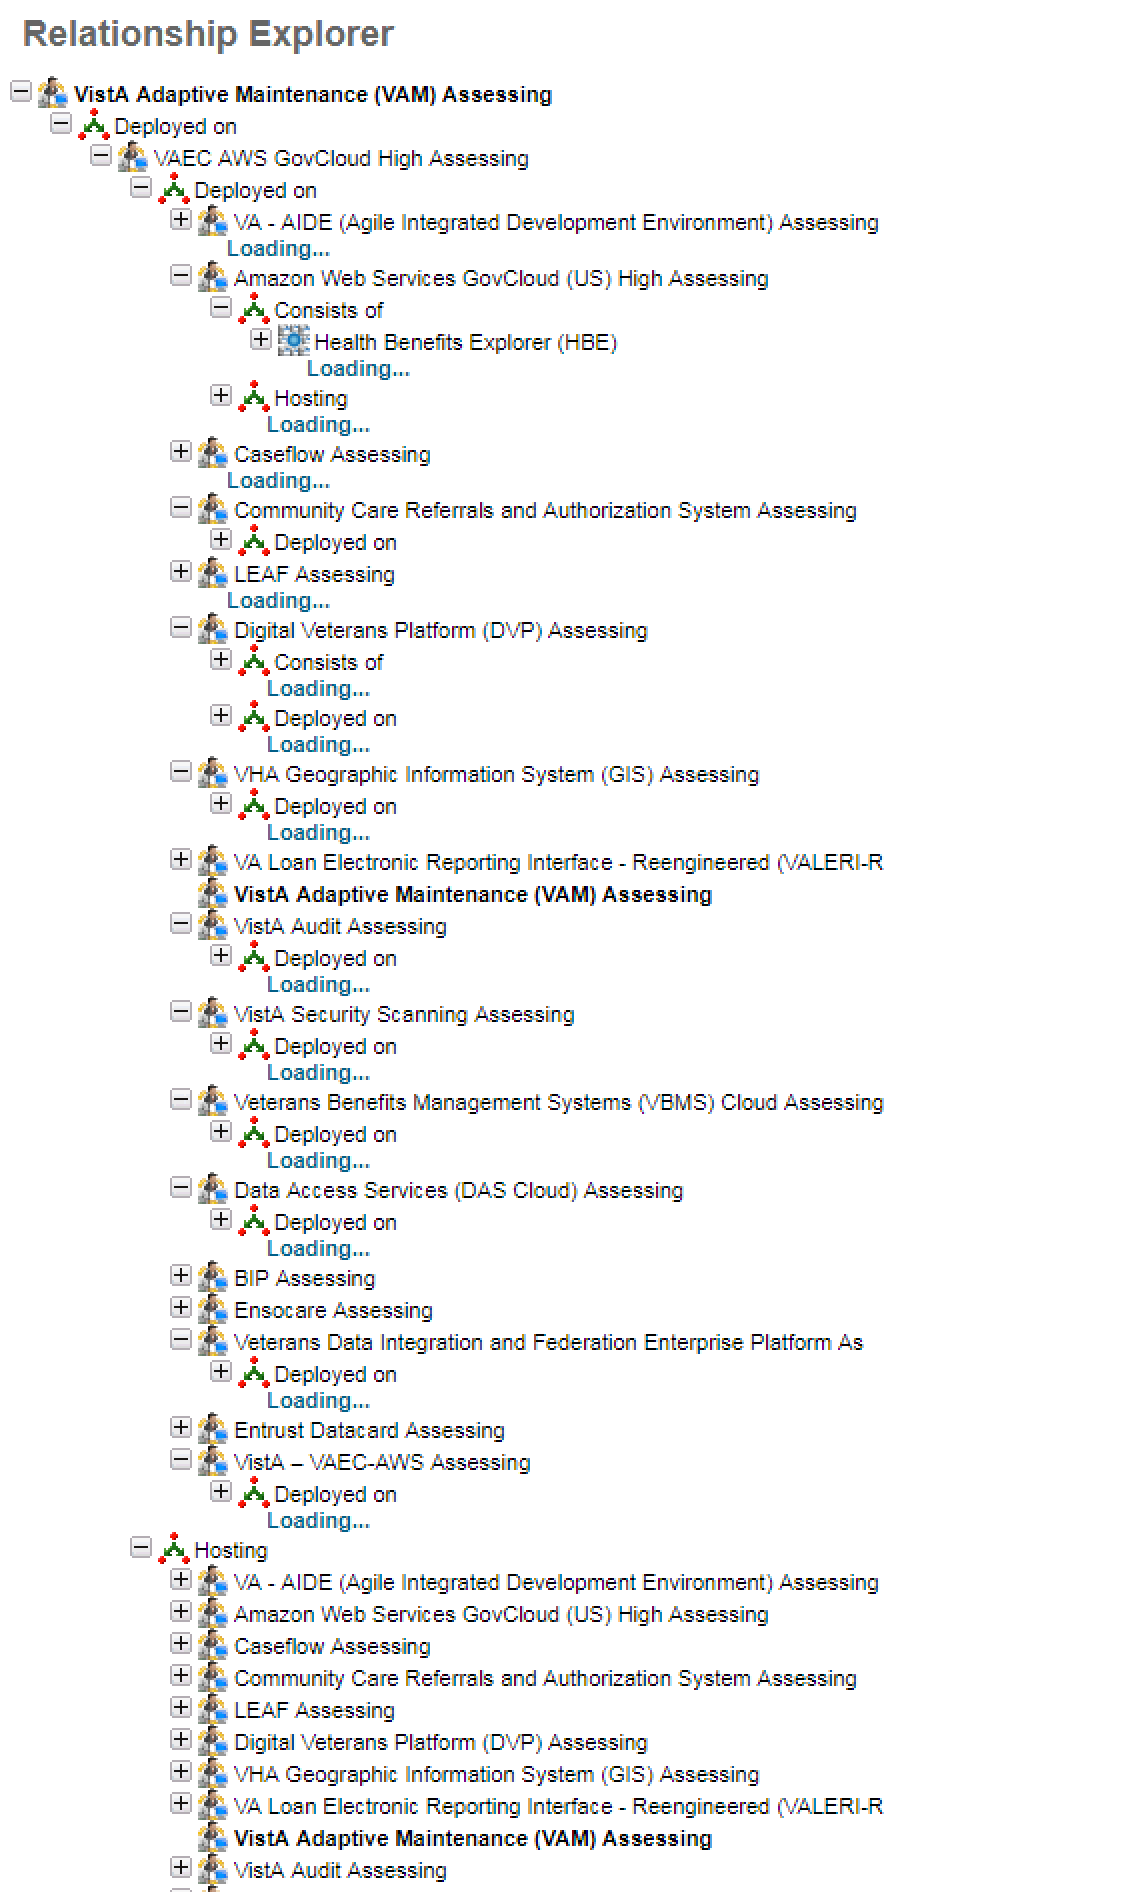 Relationship Explorer
VistA Adaptive Maintenance (VAM) Assessing
Deployed on
VAEC AWS GovCloud High Assessing
Deployed on
VA - AIDE (Agile Integrated Development Environment) Assessing
Loading...
Amazon Web Services GovCloud (US) High Assessing
Consists of
Health Benefits Explorer (HBE)
Loading...
Hosting
Loading...
Caseflow Assessing
Loading...
Community Care Referrals and Authorization System Assessing
Deployed on
LEAF Assessing
Loading...
Digital Veterans Platform (DVP) Assessing
Consists of
Loading...
Deployed on
Loading...
VHA Geographic Information System (GIS) Assessing
Deployed on
Loading...
VA Loan Electronic Reporting Interface - Reengineered (VALERI-R
VistA Adaptive Maintenance (VAM) Assessing
VistA Audit Assessing
Deployed on
Loading...
VistA Security Scanning Assessing
Deployed on
Loading...
Veterans Benefits Management Systems (VBMS) Cloud Assessing
Deployed on
Loading...
Data Access Services (DAS Cloud) Assessing
Deployed on
Loading...
BIP Assessing
Ensocare Assessing
Veterans Data Integration and Federation Enterprise Platform As
Deployed on
Loading...
Entrust Datacard Assessing
VistA – VAEC-AWS Assessing
Deployed on
Loading...
Hosting
VA - AIDE (Agile Integrated Development Environment) Assessing
Amazon Web Services GovCloud (US) High Assessing
Caseflow Assessing
Community Care Referrals and Authorization System Assessing
LEAF Assessing
Digital Veterans Platform (DVP) Assessing
VHA Geographic Information System (GIS) Assessing
VA Loan Electronic Reporting Interface - Reengineered (VALERI-R
VistA Adaptive Maintenance (VAM) Assessing
VistA Audit Assessing